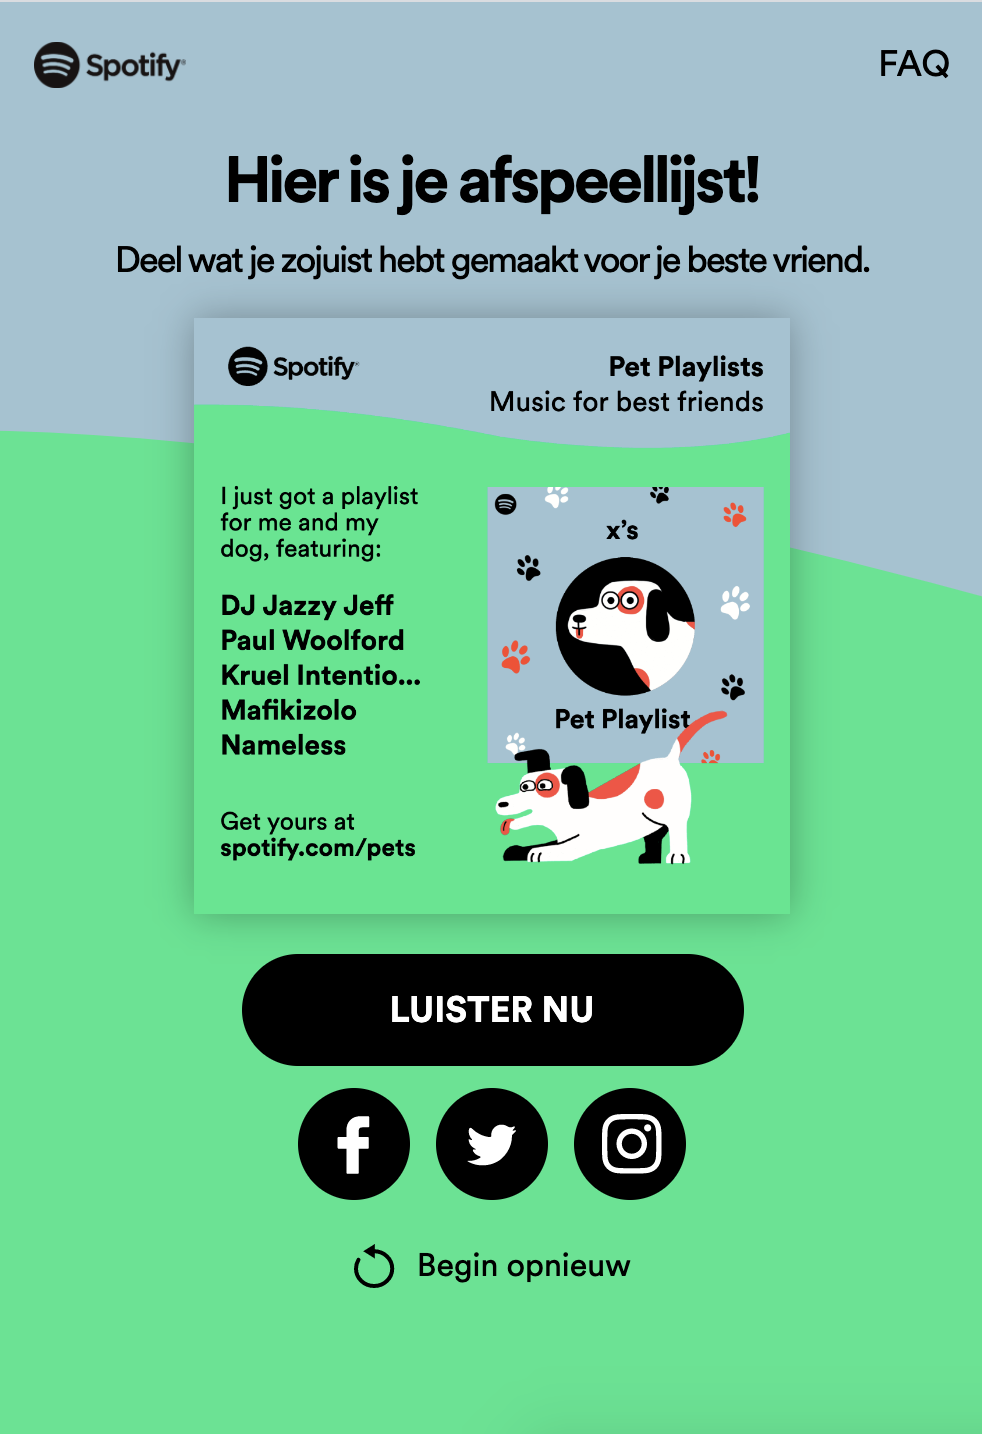 Spotify
FAQ
Hier is je afspeellijst!
Deel wat je zojuist hebt gemaakt voor je beste vriend.
Spotify
Pet Playlists
Music for best friends
I just got a playlist
for me and my
dog, featuring:
DJ Jazzy Jeff
Paul Woolford
Kruel Intentio...
Mafikizolo
Nameless
Get yours at
spotify.com/pets
x’s
Pet Playlist
LUISTER NU
Begin opnieuw